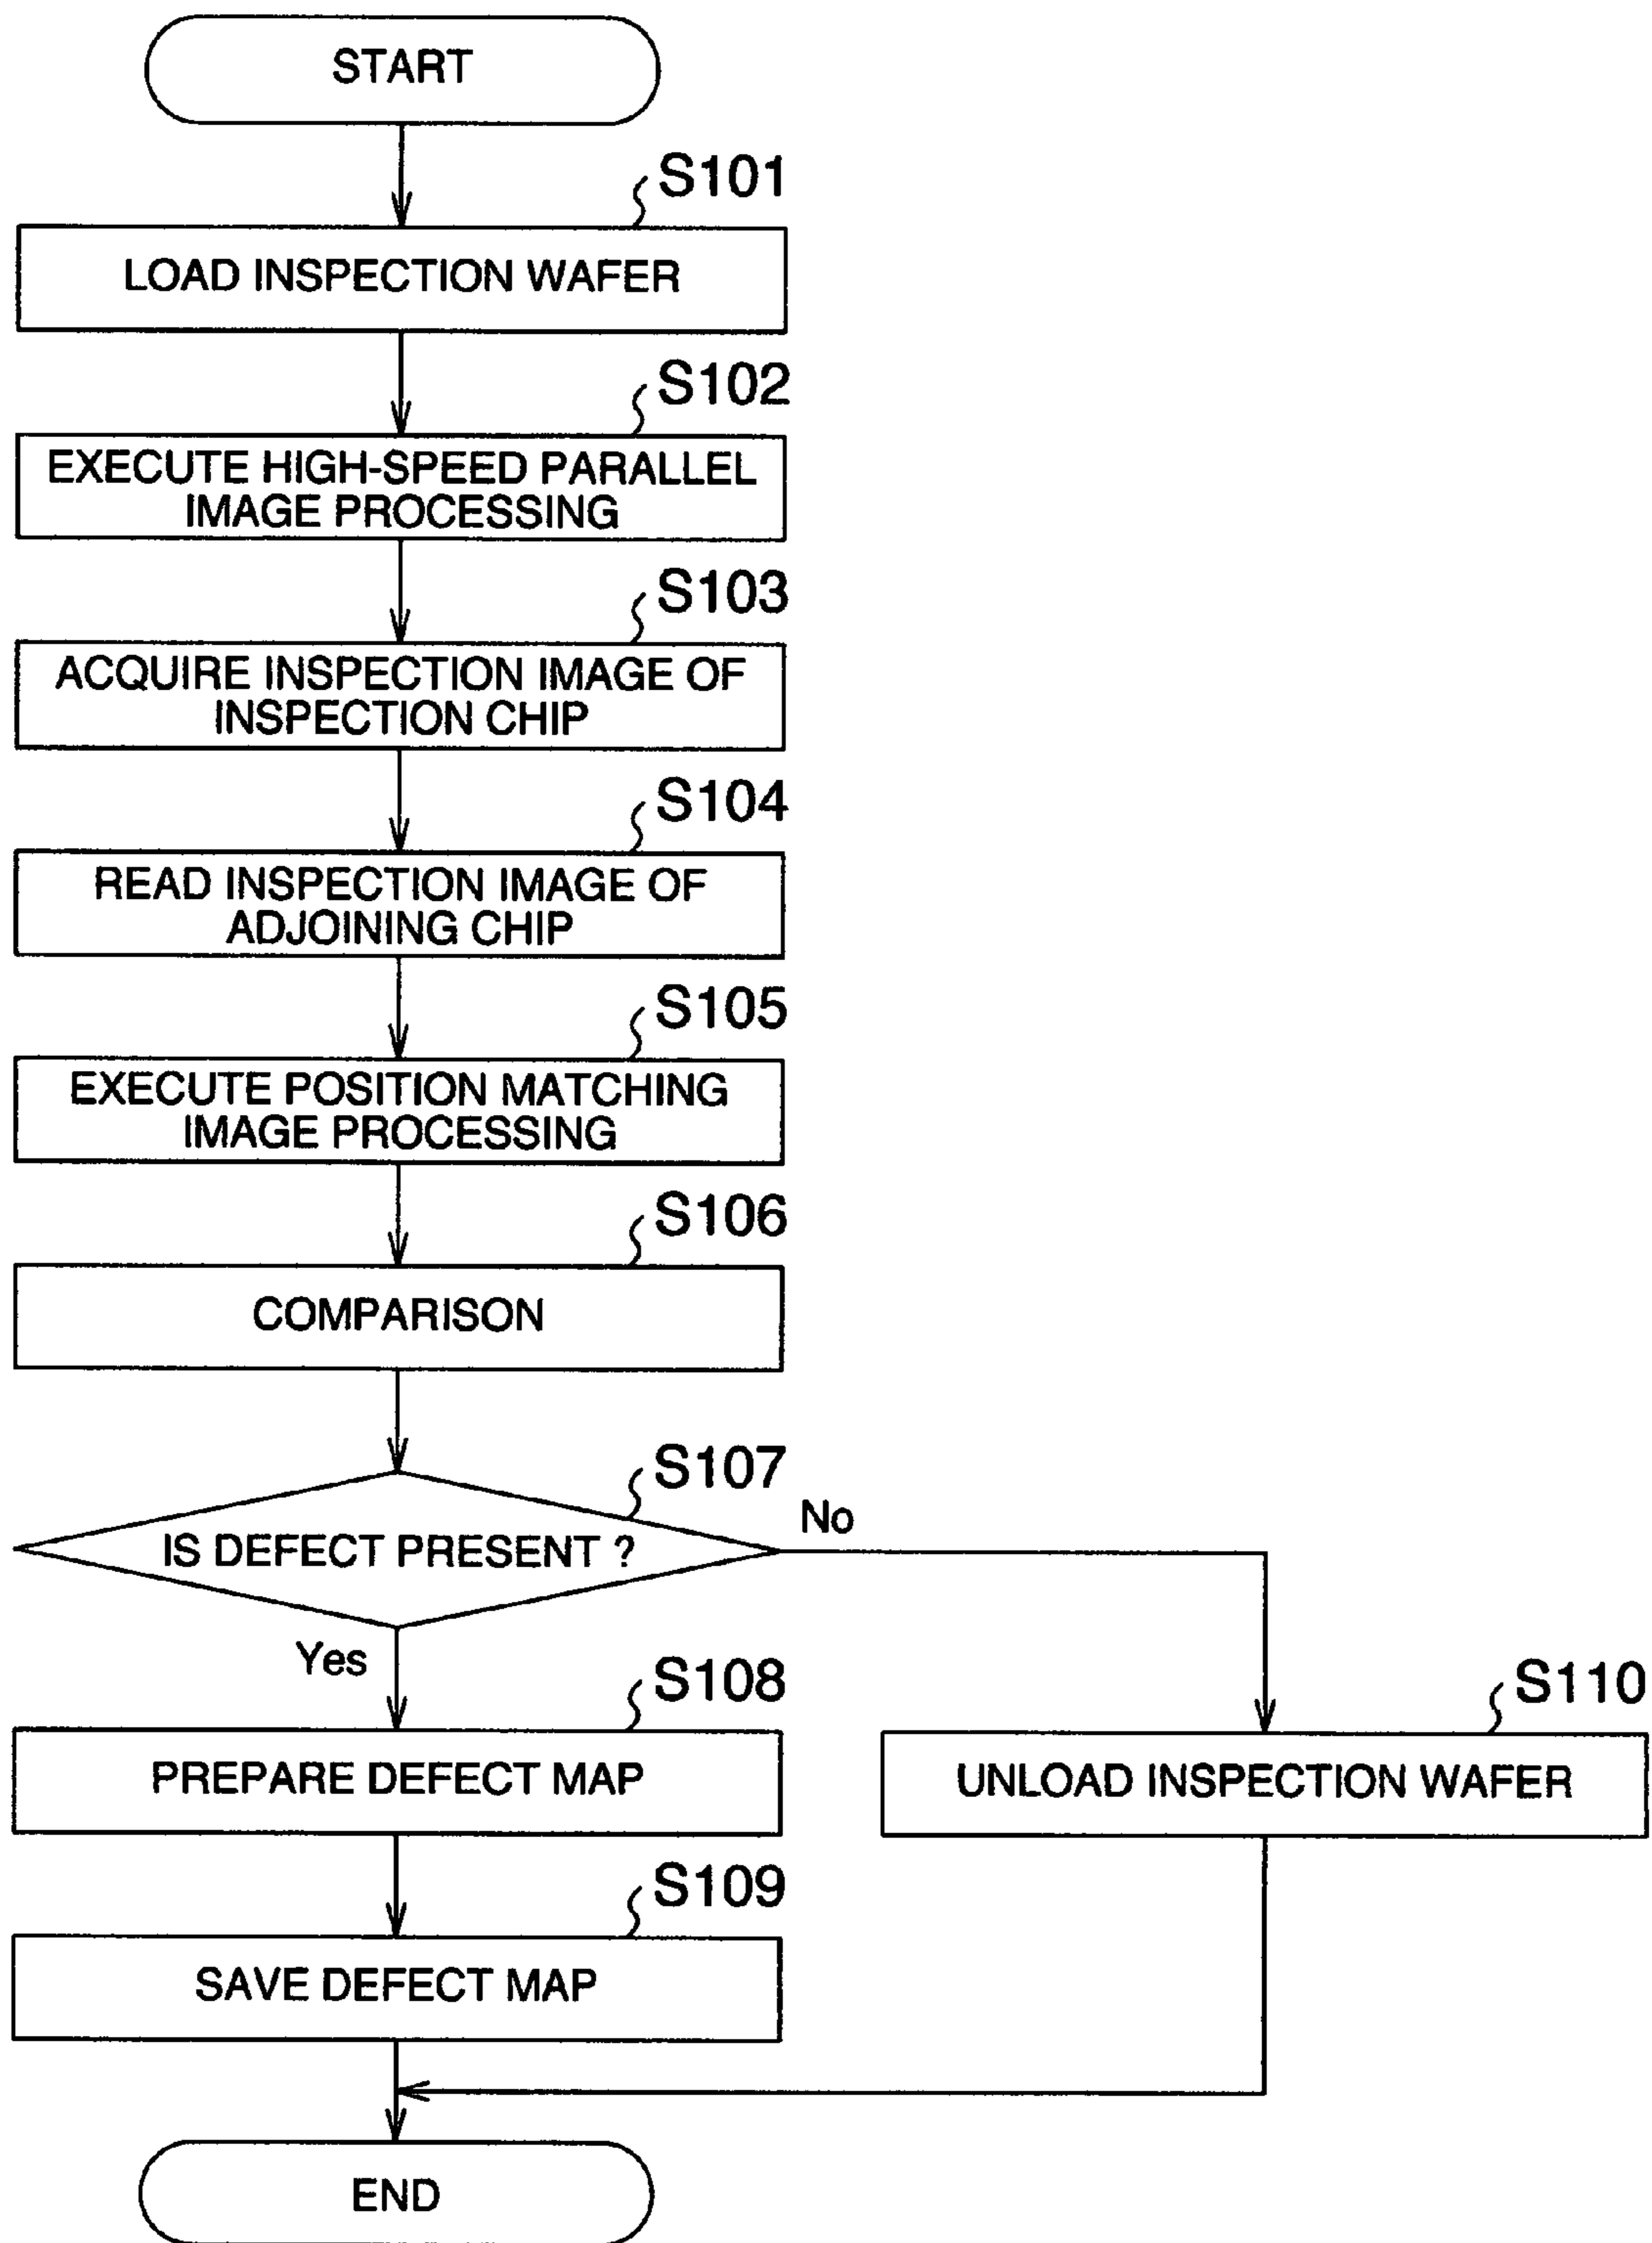 START
S101
LOAD INSPECTION WAFER
S102
EXECUTE HIGH-SPEED PARALLEL
IMAGE PROCESSING
S103
ACQUIRE INSPECTION IMAGE OF
INSPECTION CHIP
S104
READ INSPECTION IMAGE OF
ADJOINING CHIP
S105
EXECUTE POSITION MATCHING
IMAGE PROCESSING
S106
COMPARISON
S107
IS DEFECT PRESENT ?
No
Yes
S108
PREPARE DEFECT MAP
S110
UNLOAD INSPECTION WAFER
S109
SAVE DEFECT MAP
END